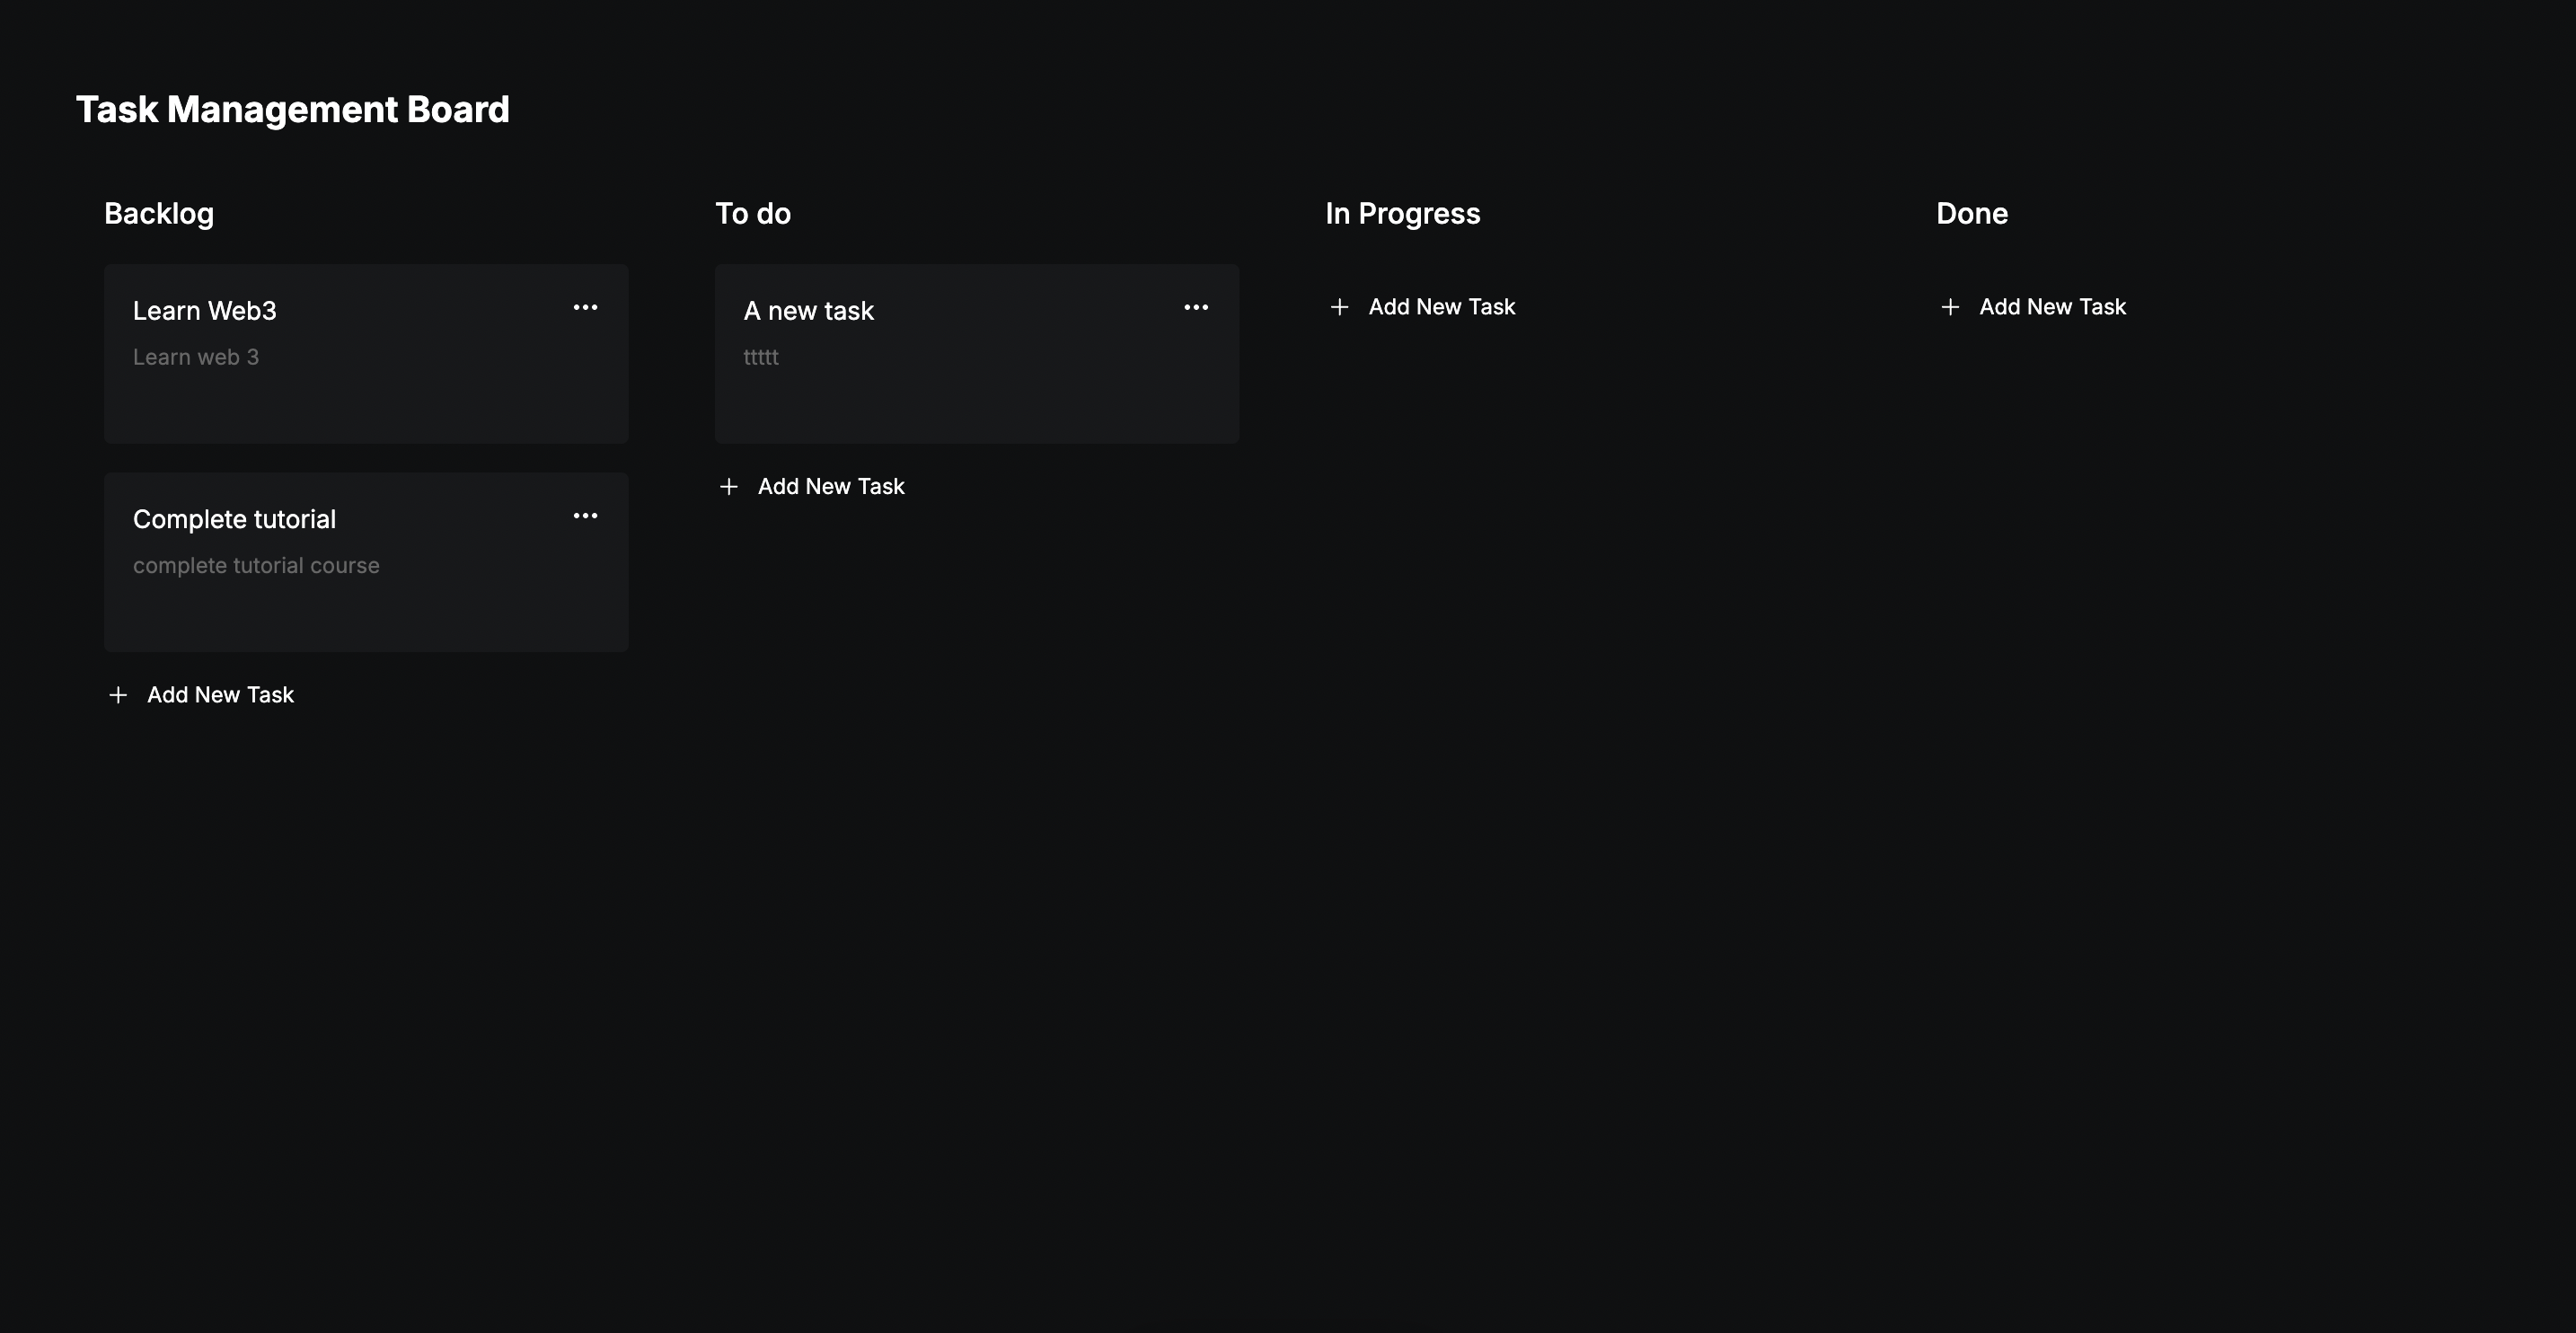 Task Management Board
Backlog
Learn Web3
Learn web 3
Complete tutorial
complete tutorial course
Add New Task
To do
A new task
ttttt
Add New Task
In Progress
Add New Task
Done
Add New Task